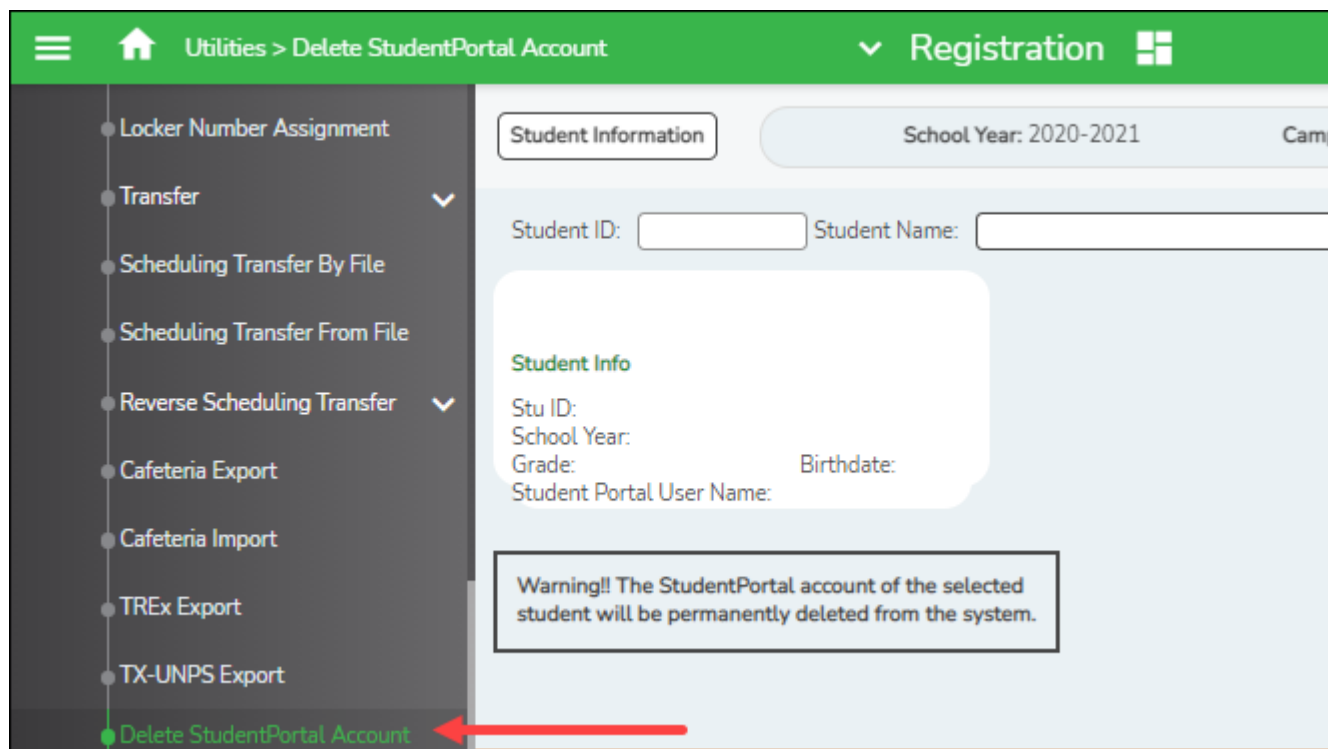 Utilities > Delete StudentPortal Account
Registration
Locker Number Assignment
Transfer
Scheduling Transfer By File
Scheduling Transfer From File
Reverse Scheduling Transfer
Cafeteria Export
Cafeteria Import
TREx Export
TX-UNPS Export
Delete StudentPortal Account
Student Information
School Year: 2020-2021
Student ID: Student Name:
Student Info
Stu ID:
School Year:
Grade: Birthdate:
Student Portal User Name:
Warning!! The StudentPortal account of the selected
student will be permanently deleted from the system.